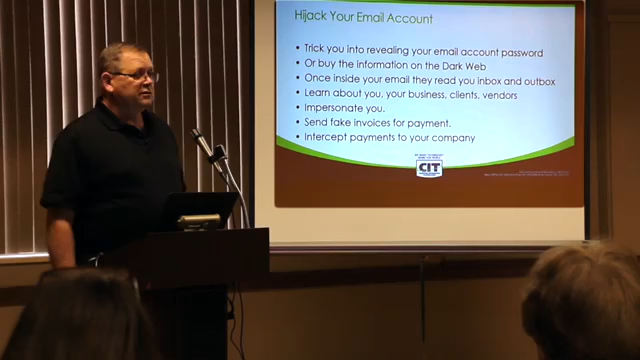 Hijack Your Email Account
• Trick you into revealing your email account password
• Or buy the information on the Dark Web
• Once inside your email they read you inbox and outbox
• Learn about you, your business, clients, vendors
• Impersonate you.
• Send fake invoices for payment.
• Intercept payments to your company
CIT